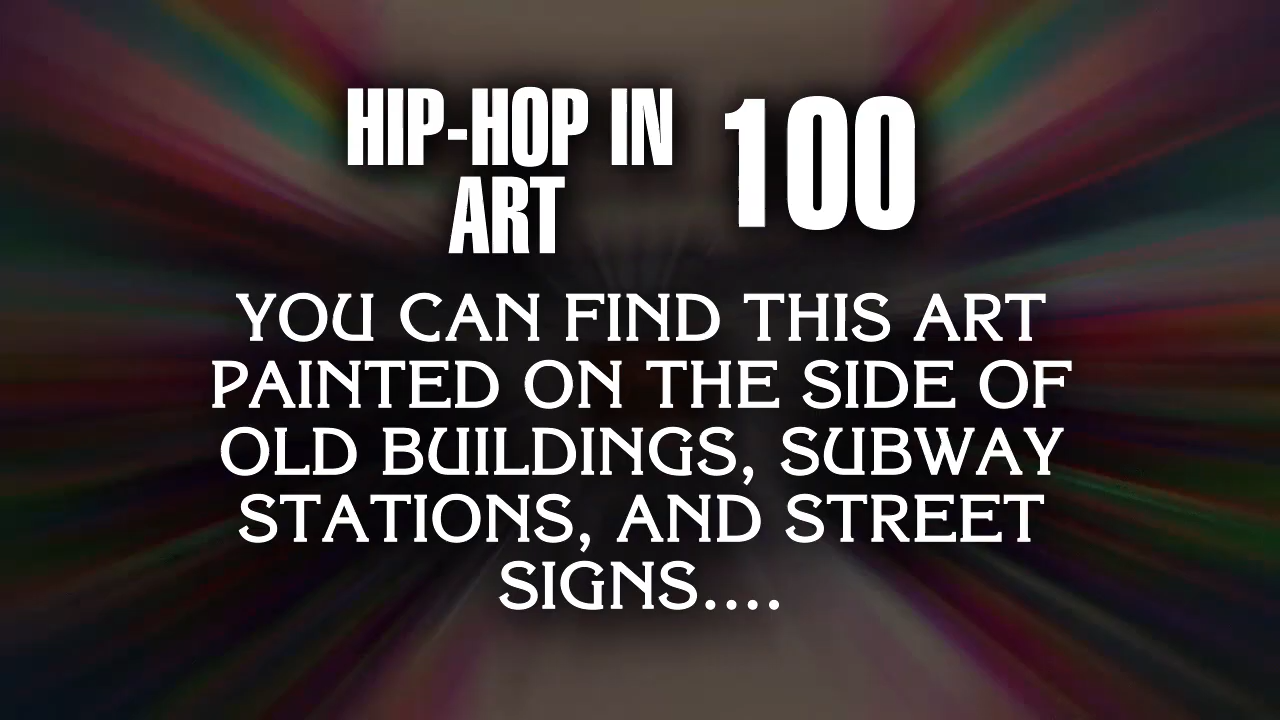 HIP-HOP IN
ART
100
YOU CAN FIND THIS ART
PAINTED ON THE SIDE OF
OLD BUILDINGS, SUBWAY
STATIONS, AND STREET
SIGNS....